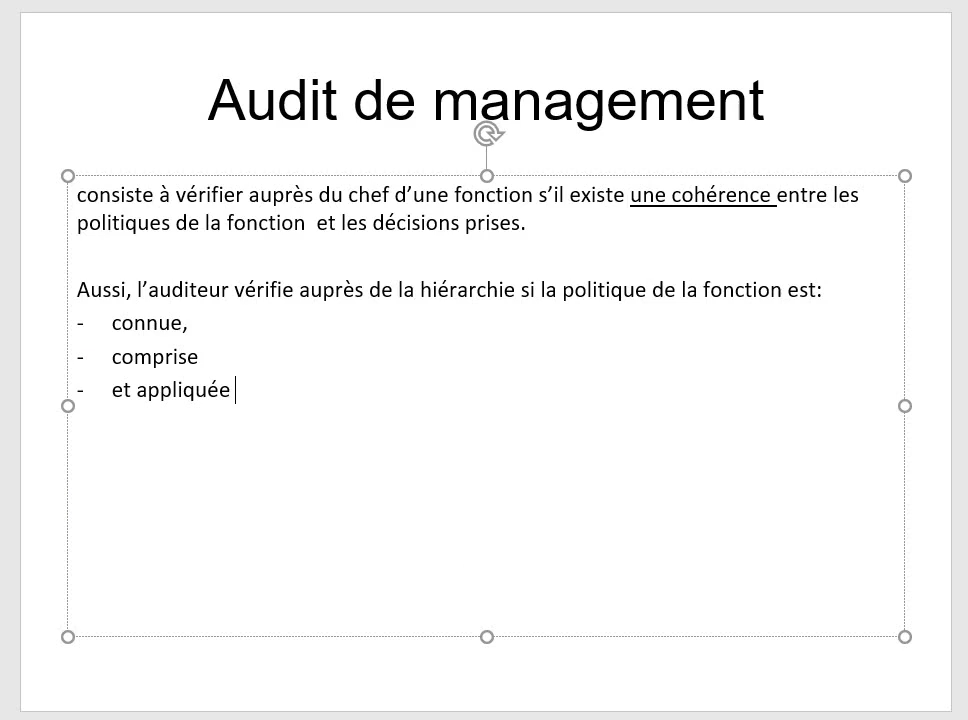 Audit de management
consiste à vérifier auprès du chef d’une fonction s’il existe une cohérence entre les
politiques de la fonction  et les décisions prises.
Aussi, l’auditeur vérifie auprès de la hiérarchie si la politique de la fonction est:
- connue,
- comprise
- et appliquée